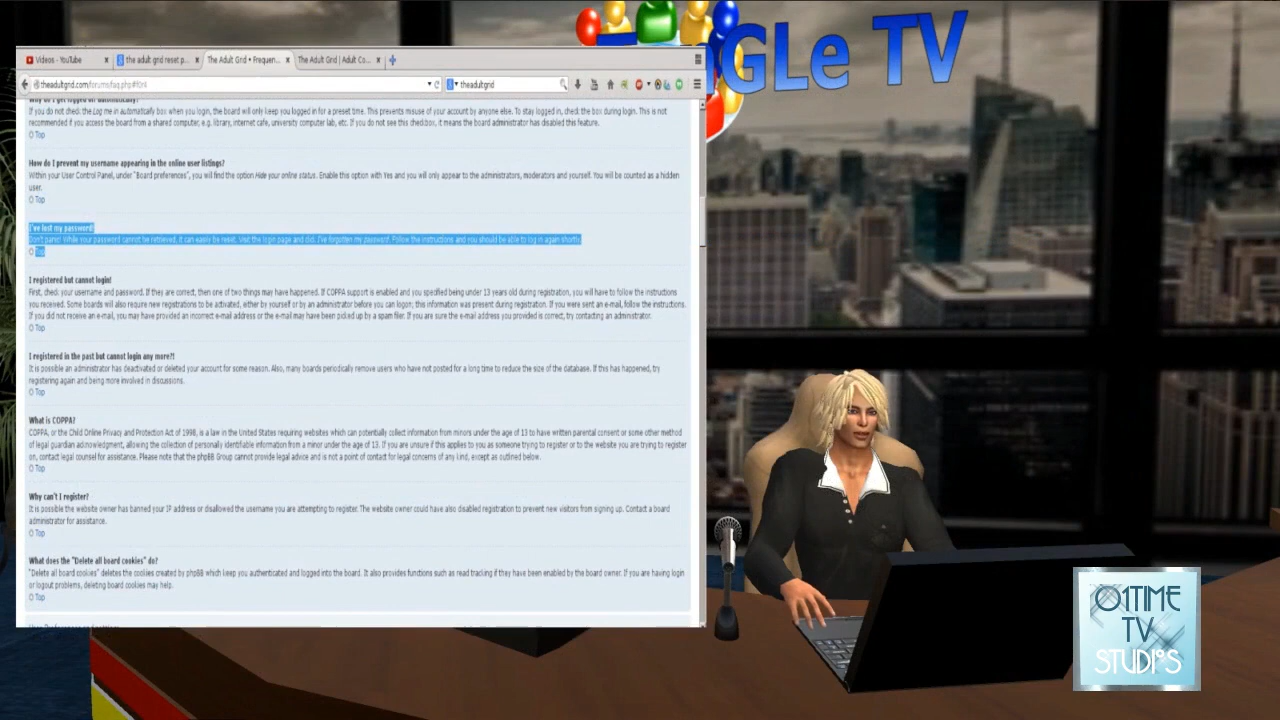 GLe TV
Videos - YouTube
the adult grid reset p...
The Adult Grid • Frequen...
The Adult Grid | Adult Co...
theadultgrid.com/forums/faq.php#f0r4
theadultgrid
Why do I get logged off automatically?
If you do not check the Log me in automatically box when you login, the board will only keep you logged in for a preset time. This prevents misuse of your account by anyone else. To stay logged in, check the box during login. This is not
recommended if you access the board from a shared computer, e.g. library, internet cafe, university computer lab, etc. If you do not see this checkbox, it means the board administrator has disabled this feature.
Top
How do I prevent my username appearing in the online user listings?
Within your User Control Panel, under "Board preferences", you will find the option Hide your online status. Enable this option with Yes and you will only appear to the administrators, moderators and yourself. You will be counted as a hidden
user.
Top
I've lost my password!
Don't panic! While your password cannot be retrieved, it can easily be reset. Visit the login page and click I've forgotten my password. Follow the instructions and you should be able to log in again shortly.
Top
I registered but cannot login!
First, check your username and password. If they are correct, then one of two things may have happened. If COPPA support is enabled and you specified being under 13 years old during registration, you will have to follow the instructions
you received. Some boards will also require new registrations to be activated, either by yourself or by an administrator before you can logon; this information was present during registration. If you were sent an e-mail, follow the instructions.
If you did not receive an e-mail, you may have provided an incorrect e-mail address or the e-mail may have been picked up by a spam filer. If you are sure the e-mail address you provided is correct, try contacting an administrator.
Top
I registered in the past but cannot login any more?!
It is possible an administrator has deactivated or deleted your account for some reason. Also, many boards periodically remove users who have not posted for a long time to reduce the size of the database. If this has happened, try
registering again and being more involved in discussions.
Top
What is COPPA?
COPPA, or the Child Online Privacy and Protection Act of 1998, is a law in the United States requiring websites which can potentially collect information from minors under the age of 13 to have written parental consent or some other method
of legal guardian acknowledgment, allowing the collection of personally identifiable information from a minor under the age of 13. If you are unsure if this applies to you as someone trying to register or to the website you are trying to register
on, contact legal counsel for assistance. Please note that the phpBB Group cannot provide legal advice and is not a point of contact for legal concerns of any kind, except as outlined below.
Top
Why can't I register?
It is possible the website owner has banned your IP address or disallowed the username you are attempting to register. The website owner could have also disabled registration to prevent new visitors from signing up. Contact a board
administrator for assistance.
Top
What does the "Delete all board cookies" do?
"Delete all board cookies" deletes the cookies created by phpBB which keep you authenticated and logged into the board. It also provides functions such as read tracking if they have been enabled by the board owner. If you are having login
or logout problems, deleting board cookies may help.
Top
01TIME
TV
STUDI'S